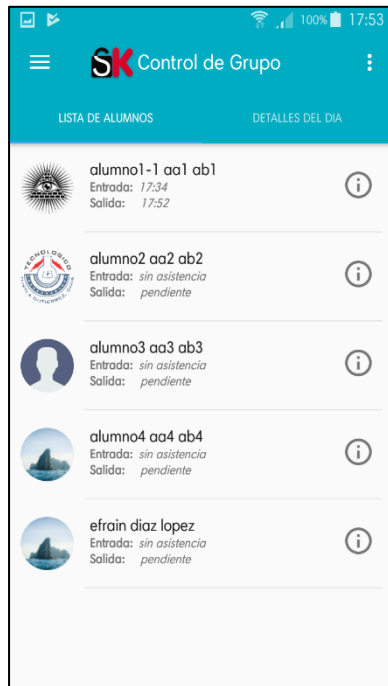 100% 17:53
SK Control de Grupo
LISTA DE ALUMNOS
DETALLES DEL DIA
alumno1-1 aa1 ab1
Entrada: 17:34
Salida: 17:52
TECNOLOGICO
alumno2 aa2 ab2
Entrada: sin asistencia
Salida: pendiente
alumno3 aa3 ab3
Entrada: sin asistencia
Salida: pendiente
alumno4 aa4 ab4
Entrada: sin asistencia
Salida: pendiente
efrain diaz lopez
Entrada: sin asistencia
Salida: pendiente